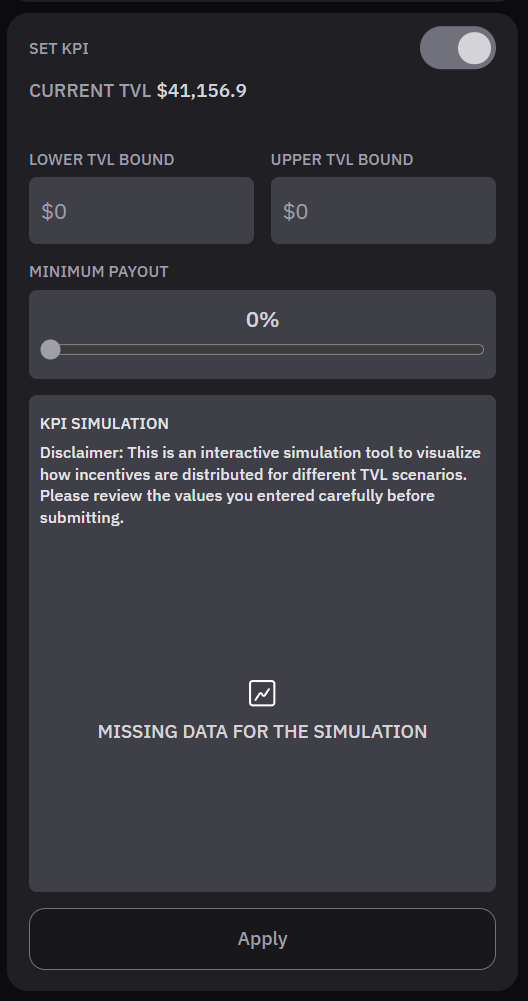 SET KPI
CURRENT TVL $41,156.9
LOWER TVL BOUND
UPPER TVL BOUND
$0
$0
MINIMUM PAYOUT
0%
KPI SIMULATION
Disclaimer: This is an interactive simulation tool to visualize
how incentives are distributed for different TVL scenarios.
Please review the values you entered carefully before
submitting.
MISSING DATA FOR THE SIMULATION
Apply